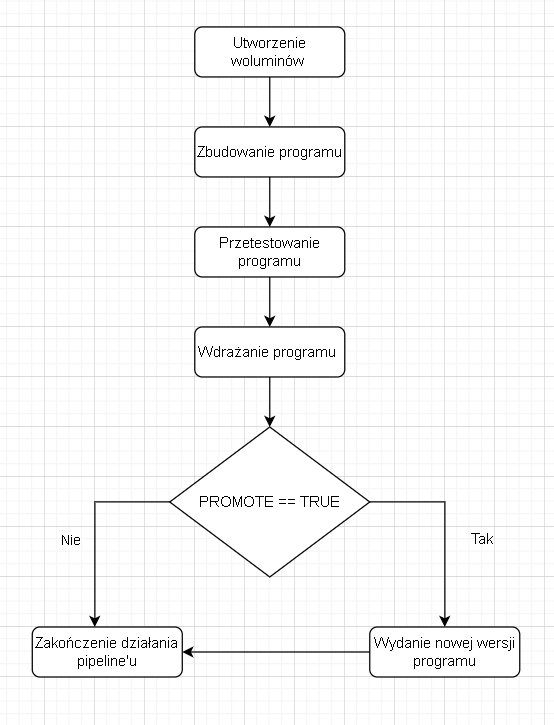 Utworzenie
woluminów
Zbudowanie programu
Przetestowanie
programu
Wdrażanie programu
PROMOTE == TRUE
Nie
Tak
Zakończenie działania
pipeline'u
Wydanie nowej wersji
programu